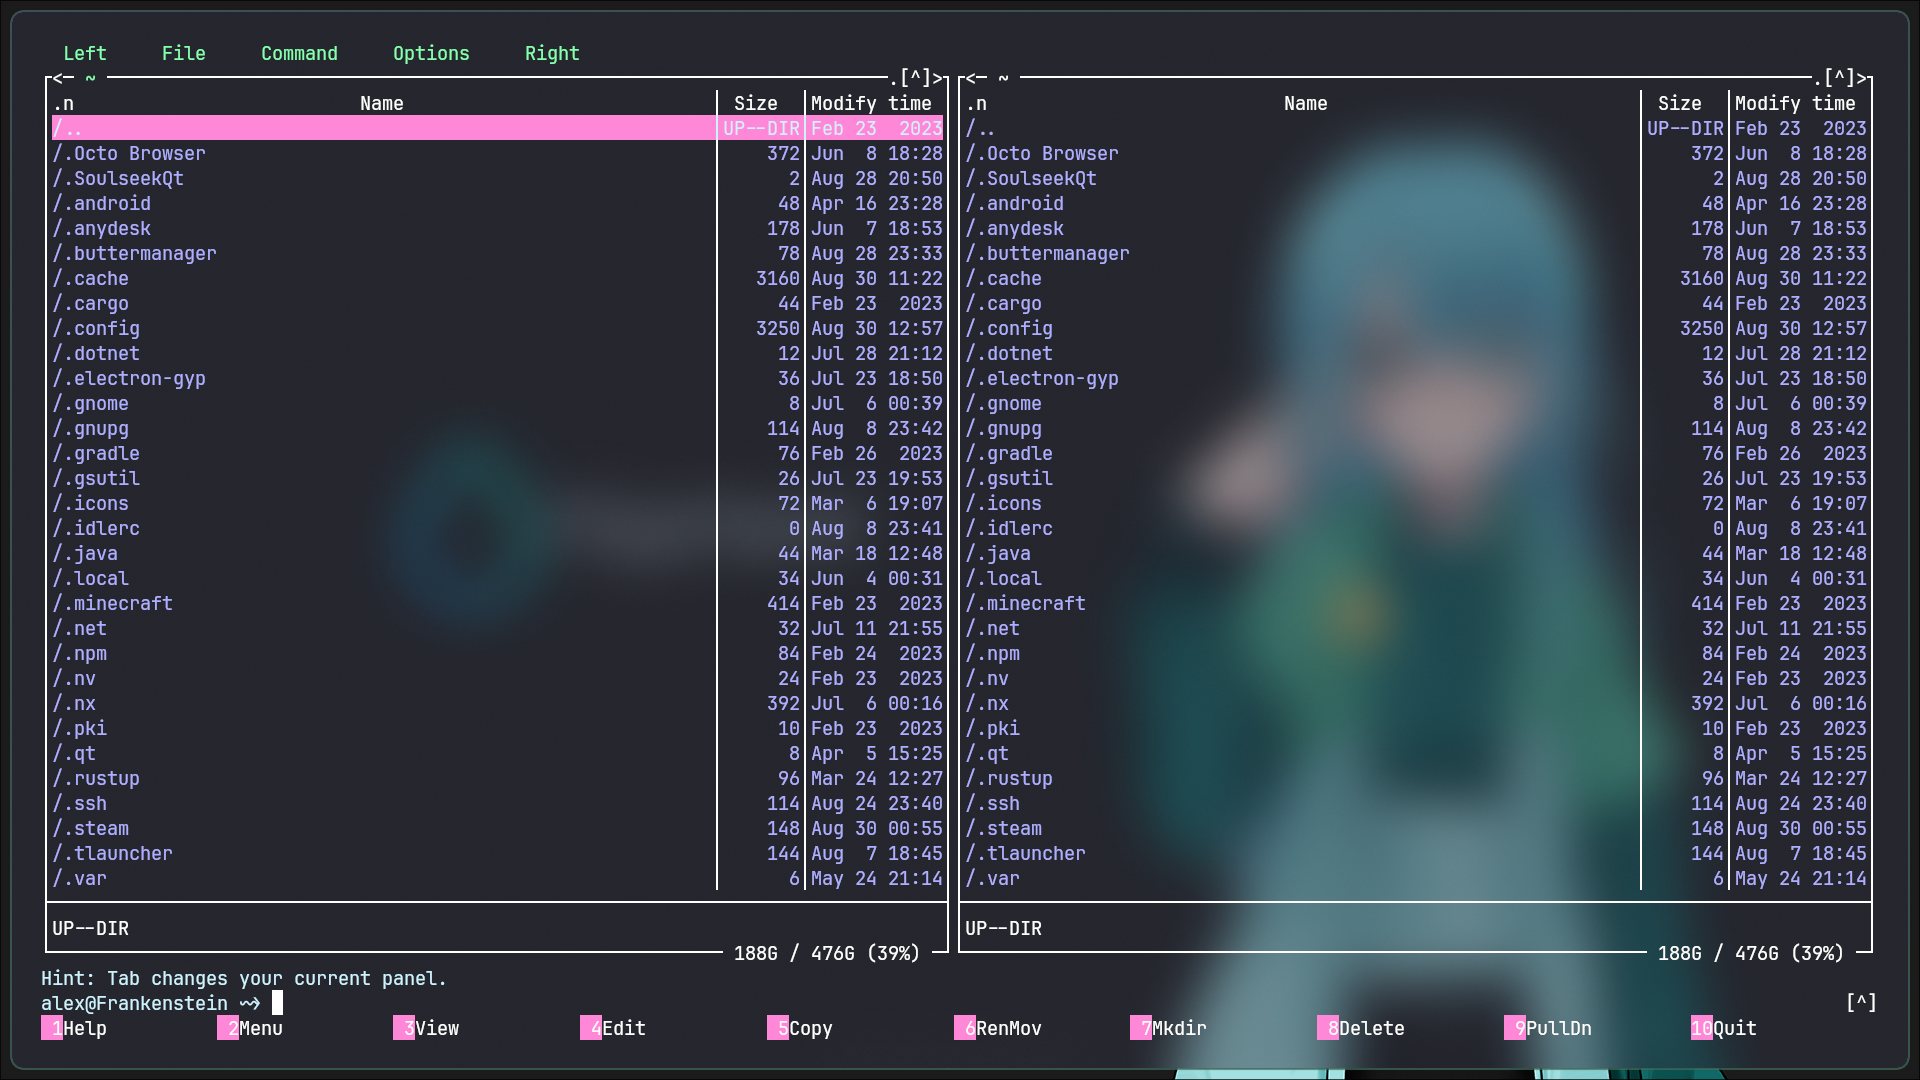 Left File Command Options Right
<─ ~ .[^]> <─ ~ .[^]>
.n Name Size Modify time .n Name Size Modify time
/.. UP--DIR Feb 23 2023 /.. UP--DIR Feb 23 2023
/.Octo Browser 372 Jun 8 18:28 /.Octo Browser 372 Jun 8 18:28
/.SoulseekQt 2 Aug 28 20:50 /.SoulseekQt 2 Aug 28 20:50
/.android 48 Apr 16 23:28 /.android 48 Apr 16 23:28
/.anydesk 178 Jun 7 18:53 /.anydesk 178 Jun 7 18:53
/.buttermanager 78 Aug 28 23:33 /.buttermanager 78 Aug 28 23:33
/.cache 3160 Aug 30 11:22 /.cache 3160 Aug 30 11:22
/.cargo 44 Feb 23 2023 /.cargo 44 Feb 23 2023
/.config 3250 Aug 30 12:57 /.config 3250 Aug 30 12:57
/.dotnet 12 Jul 28 21:12 /.dotnet 12 Jul 28 21:12
/.electron-gyp 36 Jul 23 18:50 /.electron-gyp 36 Jul 23 18:50
/.gnome 8 Jul 6 00:39 /.gnome 8 Jul 6 00:39
/.gnupg 114 Aug 8 23:42 /.gnupg 114 Aug 8 23:42
/.gradle 76 Feb 26 2023 /.gradle 76 Feb 26 2023
/.gsutil 26 Jul 23 19:53 /.gsutil 26 Jul 23 19:53
/.icons 72 Mar 6 19:07 /.icons 72 Mar 6 19:07
/.idlerc 0 Aug 8 23:41 /.idlerc 0 Aug 8 23:41
/.java 44 Mar 18 12:48 /.java 44 Mar 18 12:48
/.local 34 Jun 4 00:31 /.local 34 Jun 4 00:31
/.minecraft 414 Feb 23 2023 /.minecraft 414 Feb 23 2023
/.net 32 Jul 11 21:55 /.net 32 Jul 11 21:55
/.npm 84 Feb 24 2023 /.npm 84 Feb 24 2023
/.nv 24 Feb 23 2023 /.nv 24 Feb 23 2023
/.nx 392 Jul 6 00:16 /.nx 392 Jul 6 00:16
/.pki 10 Feb 23 2023 /.pki 10 Feb 23 2023
/.qt 8 Apr 5 15:25 /.qt 8 Apr 5 15:25
/.rustup 96 Mar 24 12:27 /.rustup 96 Mar 24 12:27
/.ssh 114 Aug 24 23:40 /.ssh 114 Aug 24 23:40
/.steam 148 Aug 30 00:55 /.steam 148 Aug 30 00:55
/.tlauncher 144 Aug 7 18:45 /.tlauncher 144 Aug 7 18:45
/.var 6 May 24 21:14 /.var 6 May 24 21:14
UP--DIR UP--DIR
188G / 476G (39%) 188G / 476G (39%)
Hint: Tab changes your current panel.
alex@Frankenstein ⇝ [^]
1Help 2Menu 3View 4Edit 5Copy 6RenMov 7Mkdir 8Delete 9PullDn 10Quit